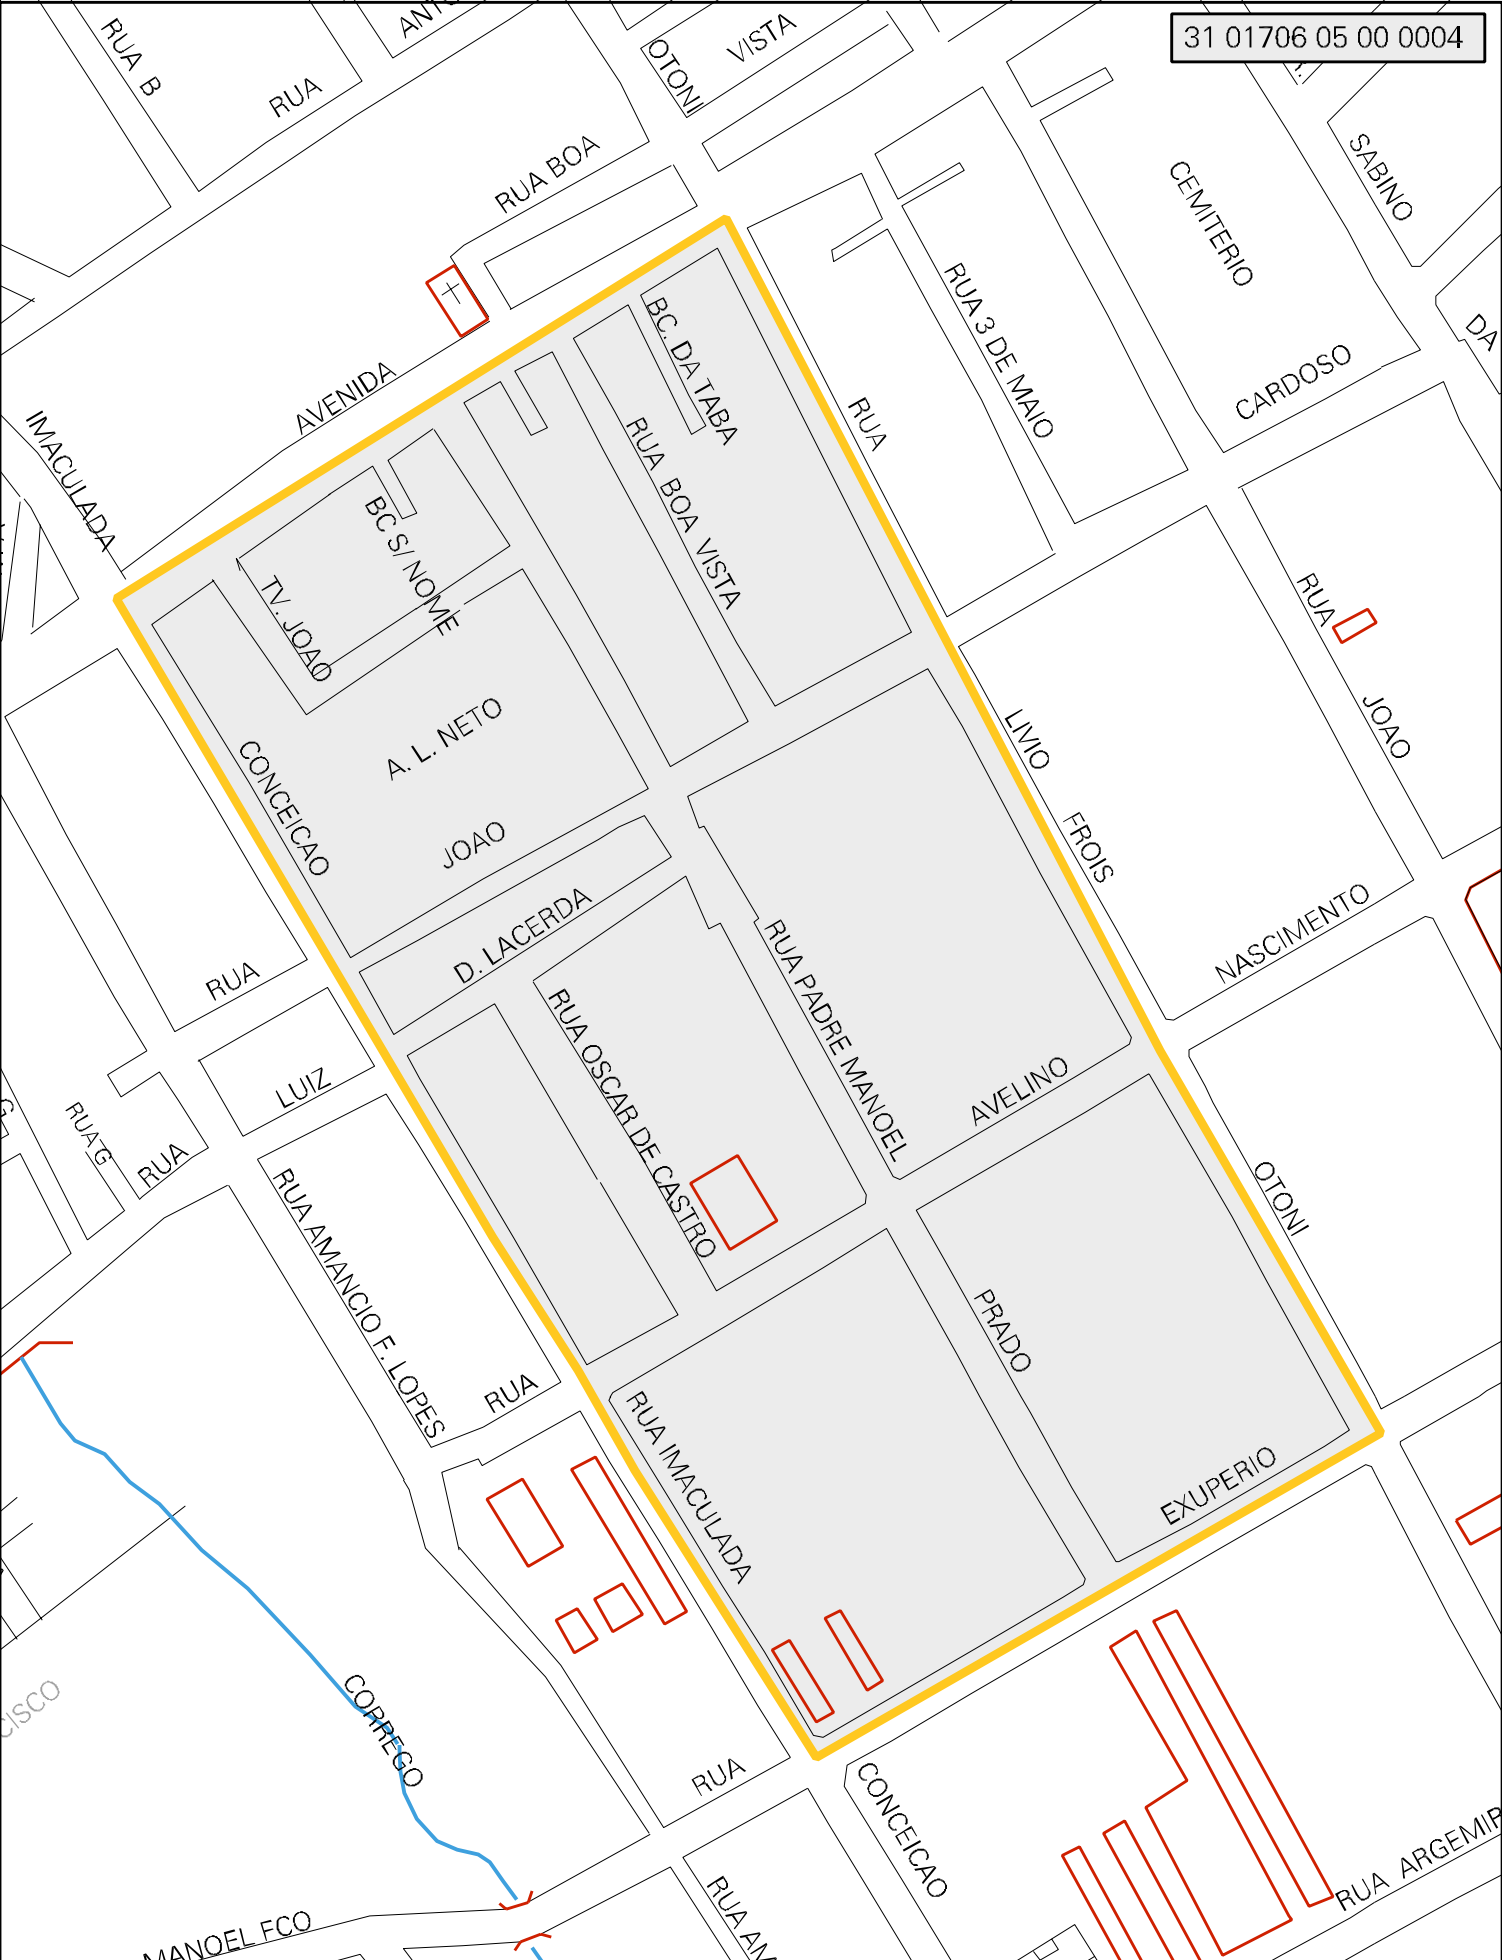 31 01706 05 00 0004
RUA B
RUA
OTONI
VISTA
RUA BOA
SABINO
CEMITERIO
RUA 3 DE MAIO
DA
CARDOSO
BC. DA TABA
AVENIDA
IMACULADA
RUA
RUA BOA VISTA
BC S/ NOME
TV. JOAO
RUA
JOAO
A. L. NETO
LIVIO
CONCEICAO
JOAO
FROIS
D. LACERDA
NASCIMENTO
RUA
RUA PADRE MANOEL
RUA OSCAR DE CASTRO
LUIZ
AVELINO
RUA G
RUA
OTONI
RUA AMANCIO F. LOPES
PRADO
RUA
RUA IMACULADA
EXUPERIO
CORREGO
RUA
CONCEICAO
MANOEL FCO